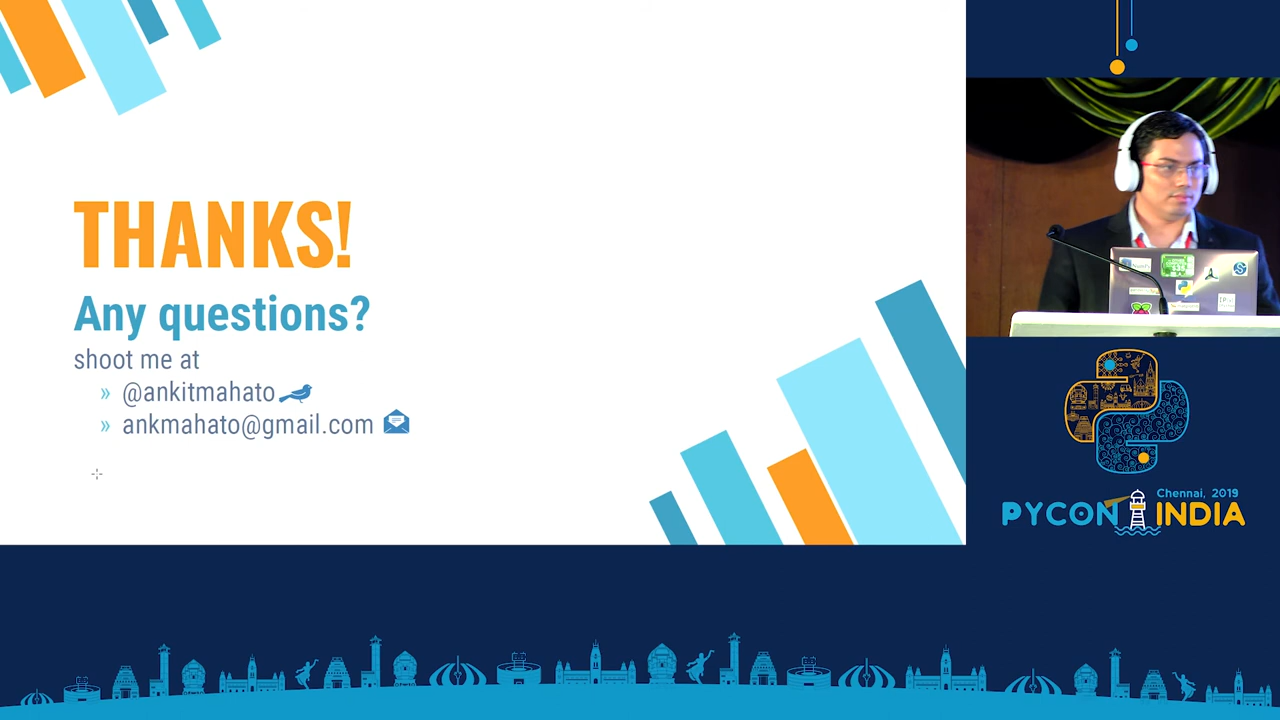 THANKS!
Any questions?
shoot me at
» @ankitmahato
» ankmahato@gmail.com
Chennai, 2019
PYCON INDIA